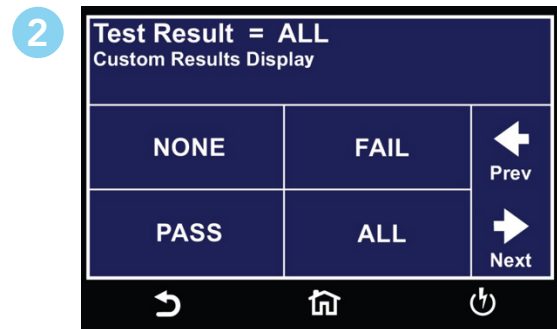 2
Test Result = ALL
Custom Results Display
NONE
FAIL
Prev
PASS
ALL
Next